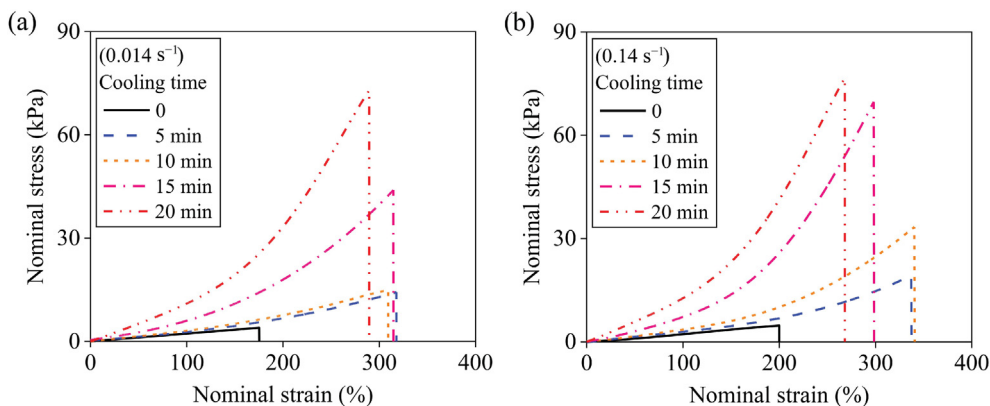 (a)
90
60
30
0
Nominal stress (kPa)
(0.014 s⁻¹)
Cooling time
0
5 min
10 min
15 min
20 min
0 100 200 300 400
Nominal strain (%)
(b)
90
60
30
0
Nominal stress (kPa)
(0.14 s⁻¹)
Cooling time
0
5 min
10 min
15 min
20 min
0 100 200 300 400
Nominal strain (%)